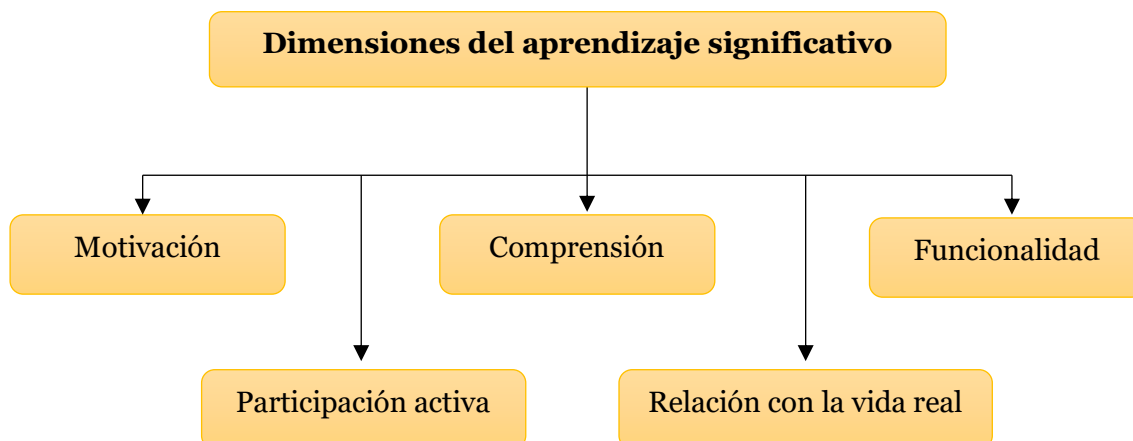 Dimensiones del aprendizaje significativo
Motivación
Comprensión
Funcionalidad
Participación activa
Relación con la vida real